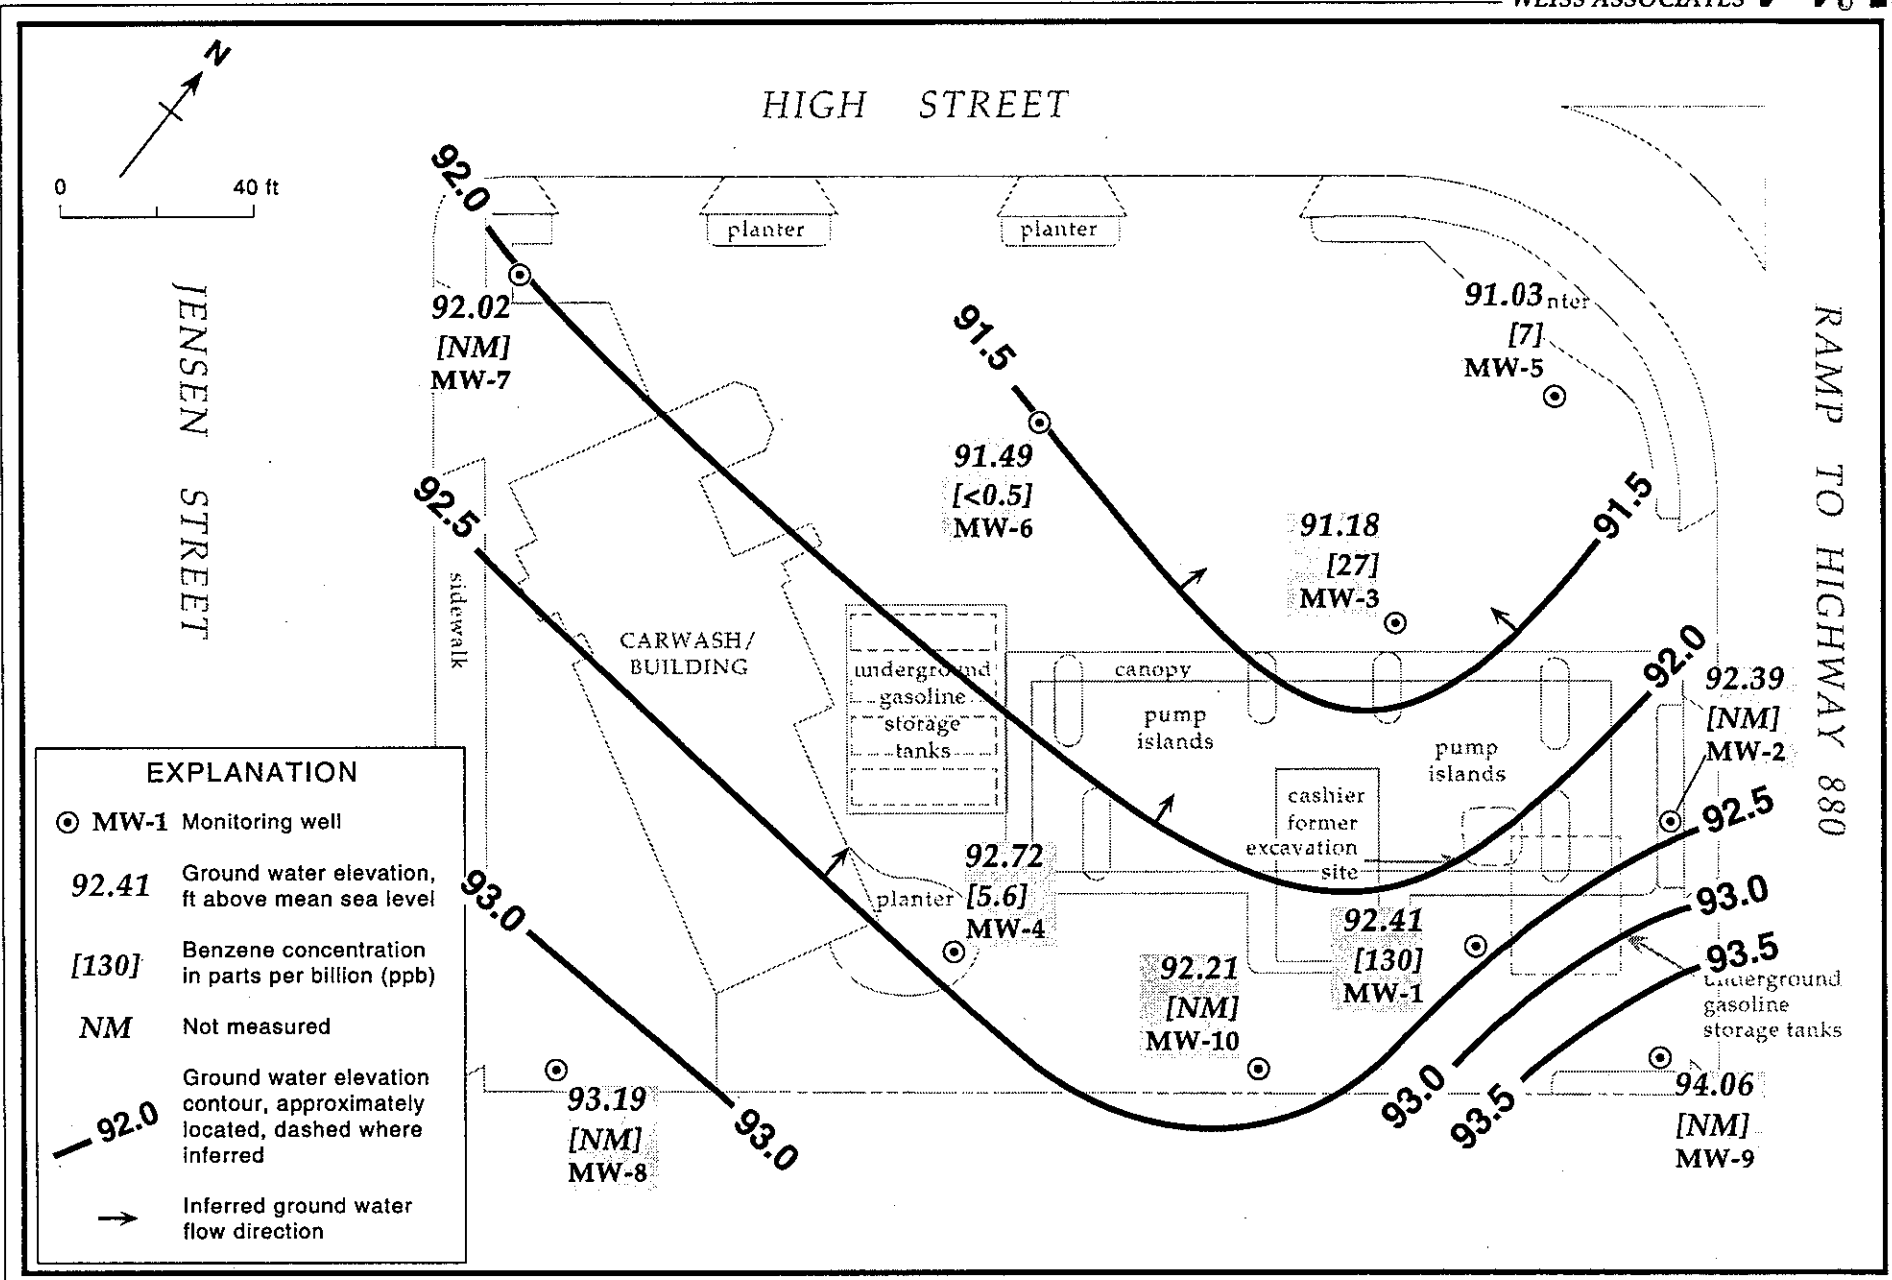 WEISS ASSOCIATES
N
0 40 ft
HIGH STREET
JENSEN STREET
RAMP TO HIGHWAY 880
92.0
planter
planter
92.02
[NM]
MW-7
91.5
91.03
nter
[7]
MW-5
91.49
[<0.5]
MW-6
92.5
91.18
[27]
MW-3
91.5
sidewalk
CARWASH/
BUILDING
underground
gasoline
storage
tanks
canopy
pump
islands
pump
islands
92.0
92.39
[NM]
MW-2
cashier
former
excavation
site
92.5
93.0
planter
92.72
[5.6]
MW-4
92.41
[130]
MW-1
92.21
[NM]
MW-10
93.0
93.5
underground
gasoline
storage tanks
93.0
93.5
94.06
[NM]
MW-9
93.19
[NM]
MW-8
93.0
EXPLANATION
MW-1 Monitoring well
92.41 Ground water elevation,
ft above mean sea level
[130] Benzene concentration
in parts per billion (ppb)
NM Not measured
92.0 Ground water elevation
contour, approximately
located, dashed where
inferred
Inferred ground water
flow direction